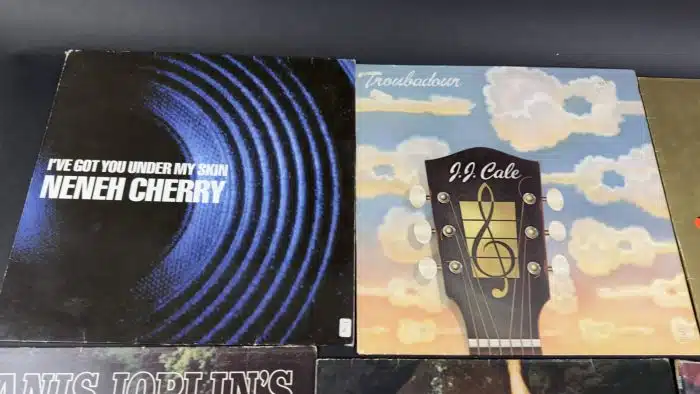 I'VE GOT YOU UNDER MY SKIN
NENEH CHERRY
Troubadour
J.J. Cale
JOPLIN'S